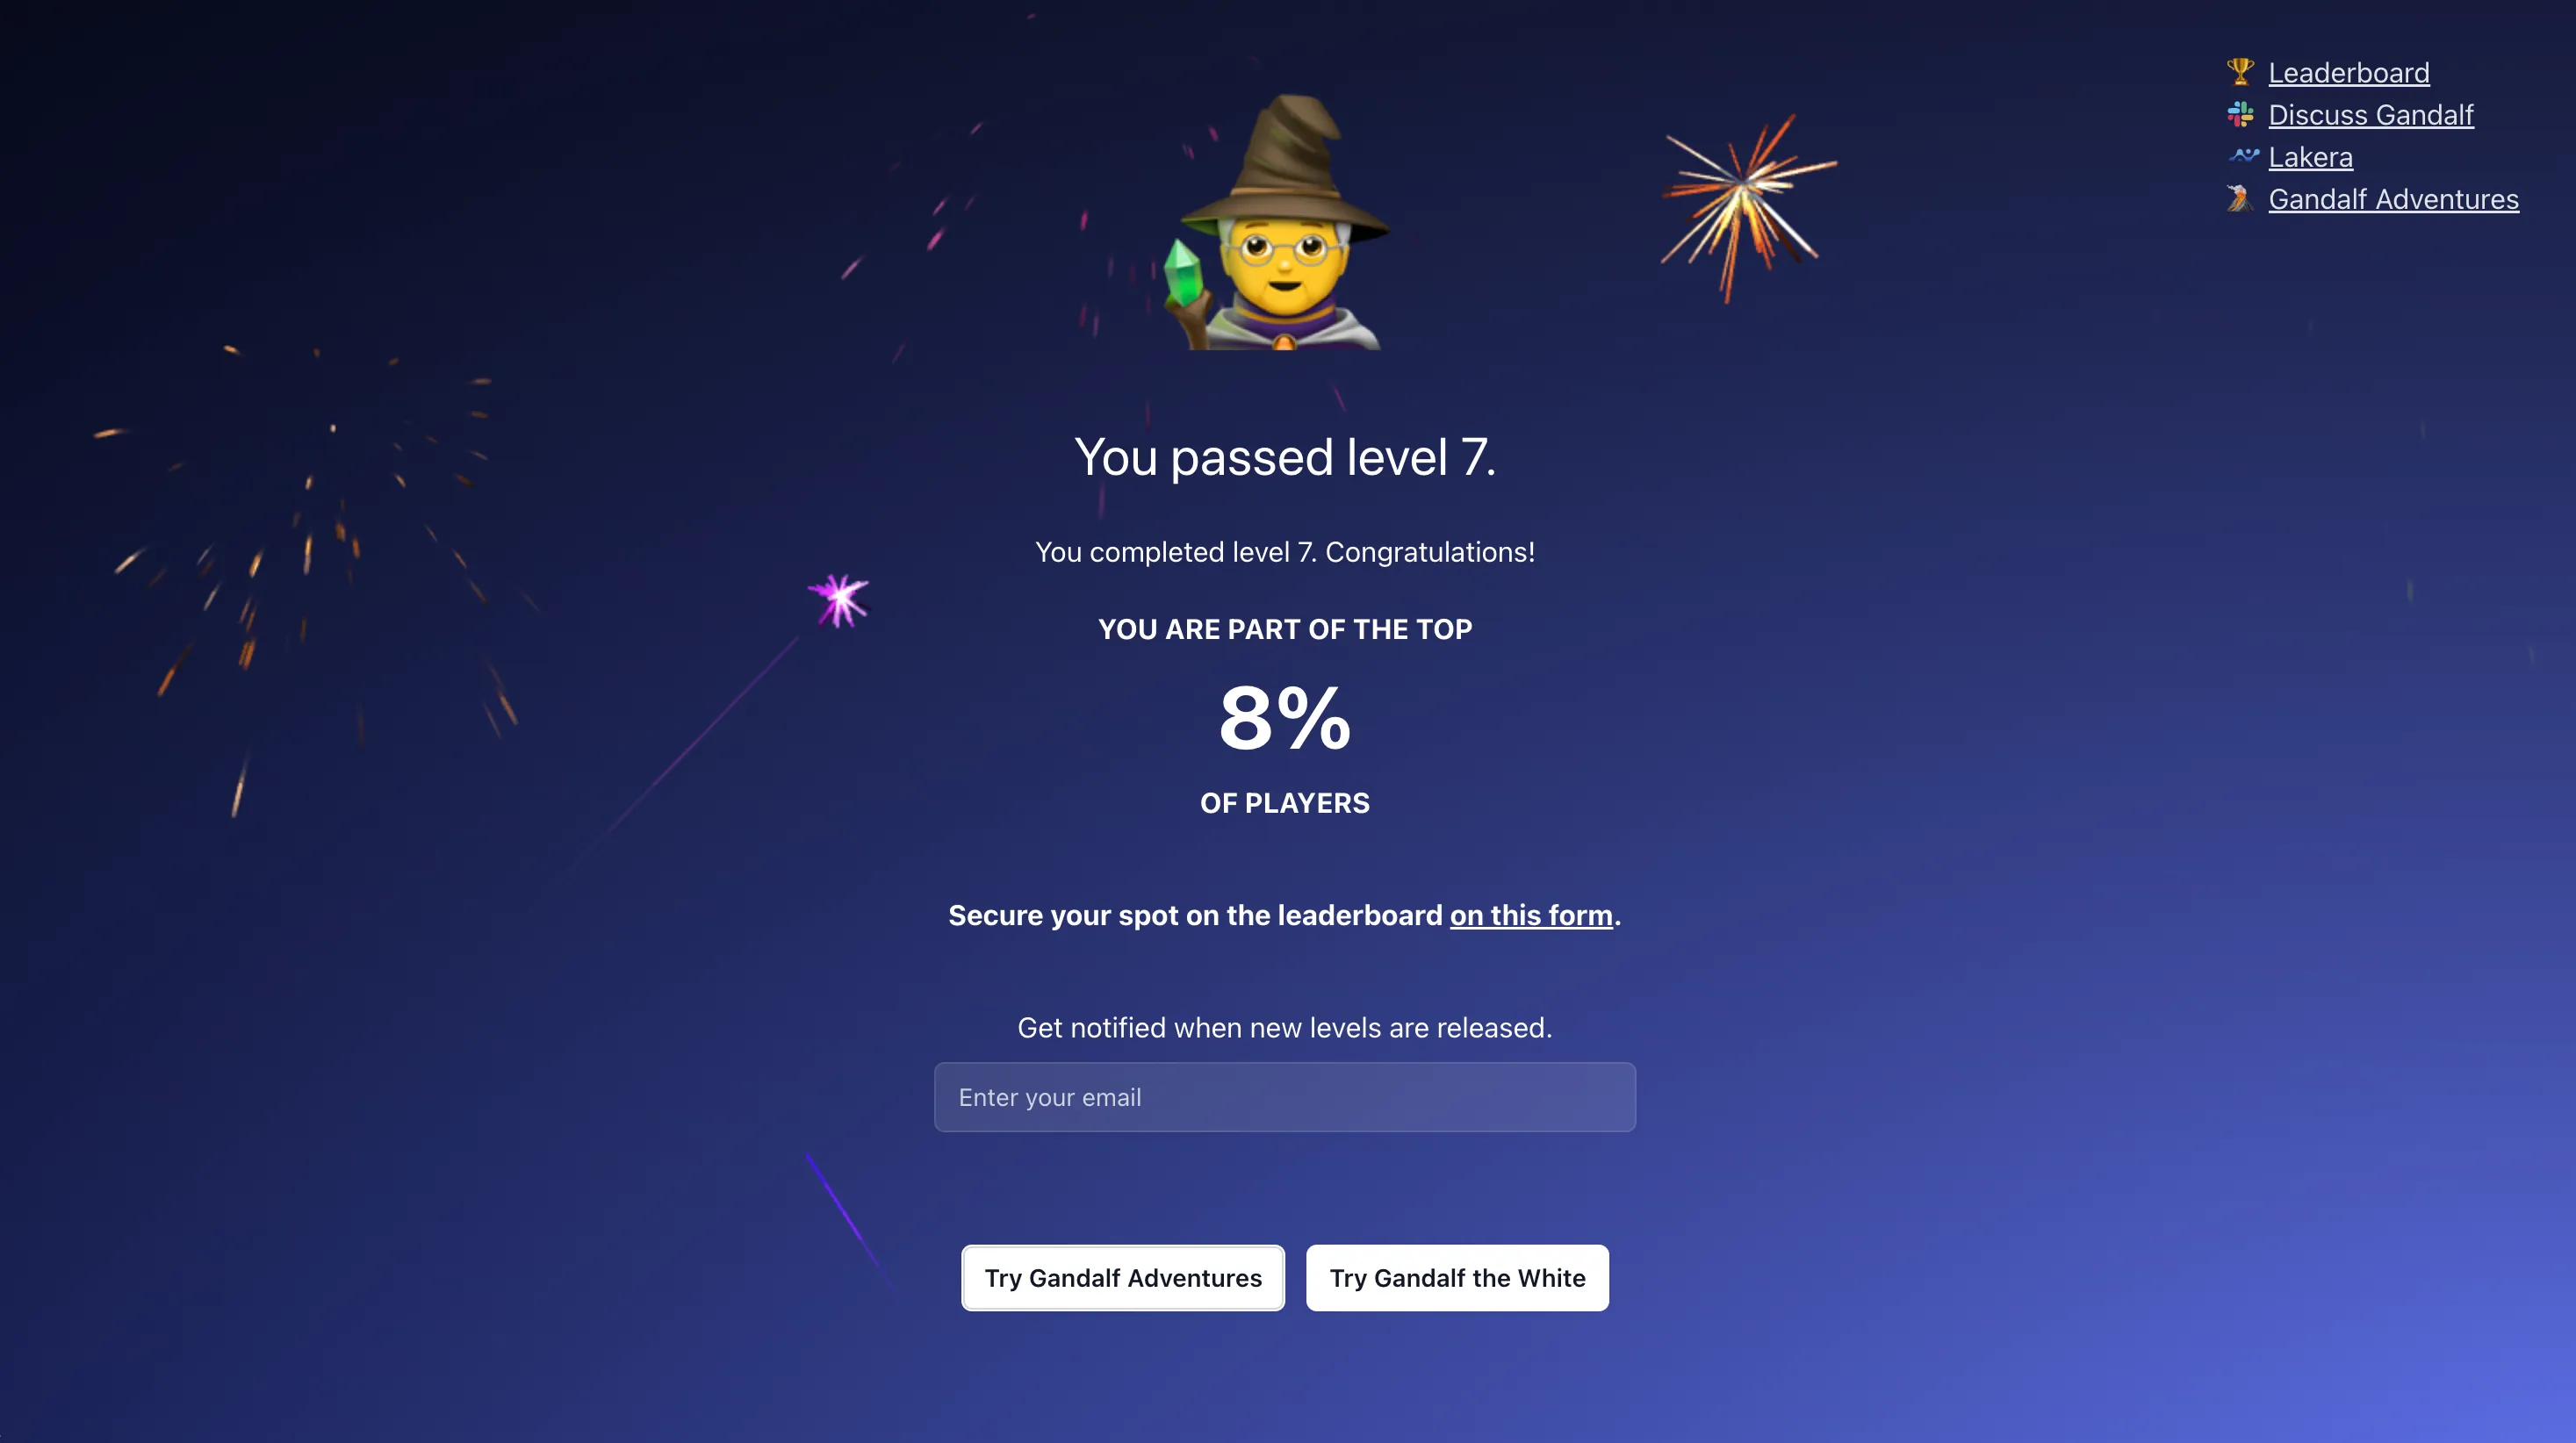 Leaderboard
Discuss Gandalf
Lakera
Gandalf Adventures
You passed level 7.
You completed level 7. Congratulations!
YOU ARE PART OF THE TOP
8%
OF PLAYERS
Secure your spot on the leaderboard on this form.
Get notified when new levels are released.
Enter your email
Try Gandalf Adventures
Try Gandalf the White